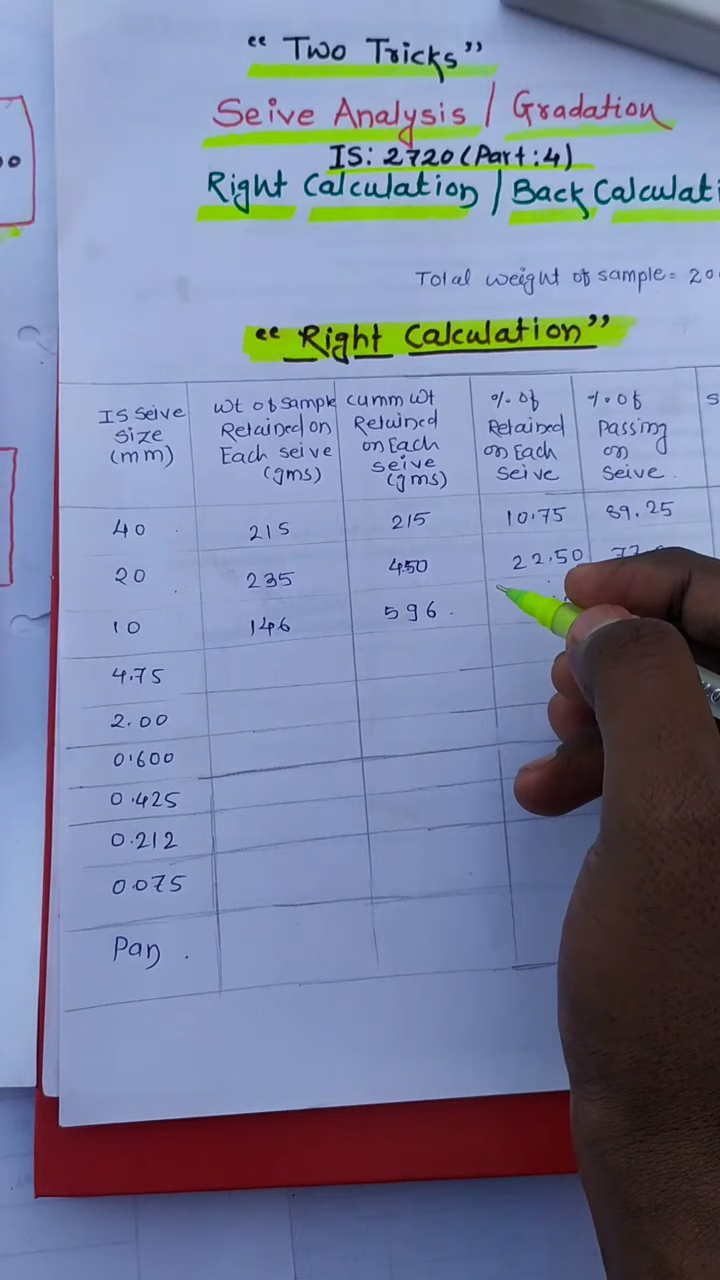 “ Two Tricks”
Seive Analysis / Gradation
IS: 2720 (Part:4)
Right Calculation / Back Calculati
Total weight of sample = 20
“ Right Calculation”
IS Seive Size (mm)
Wt of sample Retained on Each seive (gms)
cumm wt Retained on Each seive (gms)
% of Retained on Each Seive
% of Passing on Seive.
S
40 215 215 10.75 89.25
20 235 450 22.50
10 146 596.
4.75
2.00
0.600
0.425
0.212
0.075
Pan.